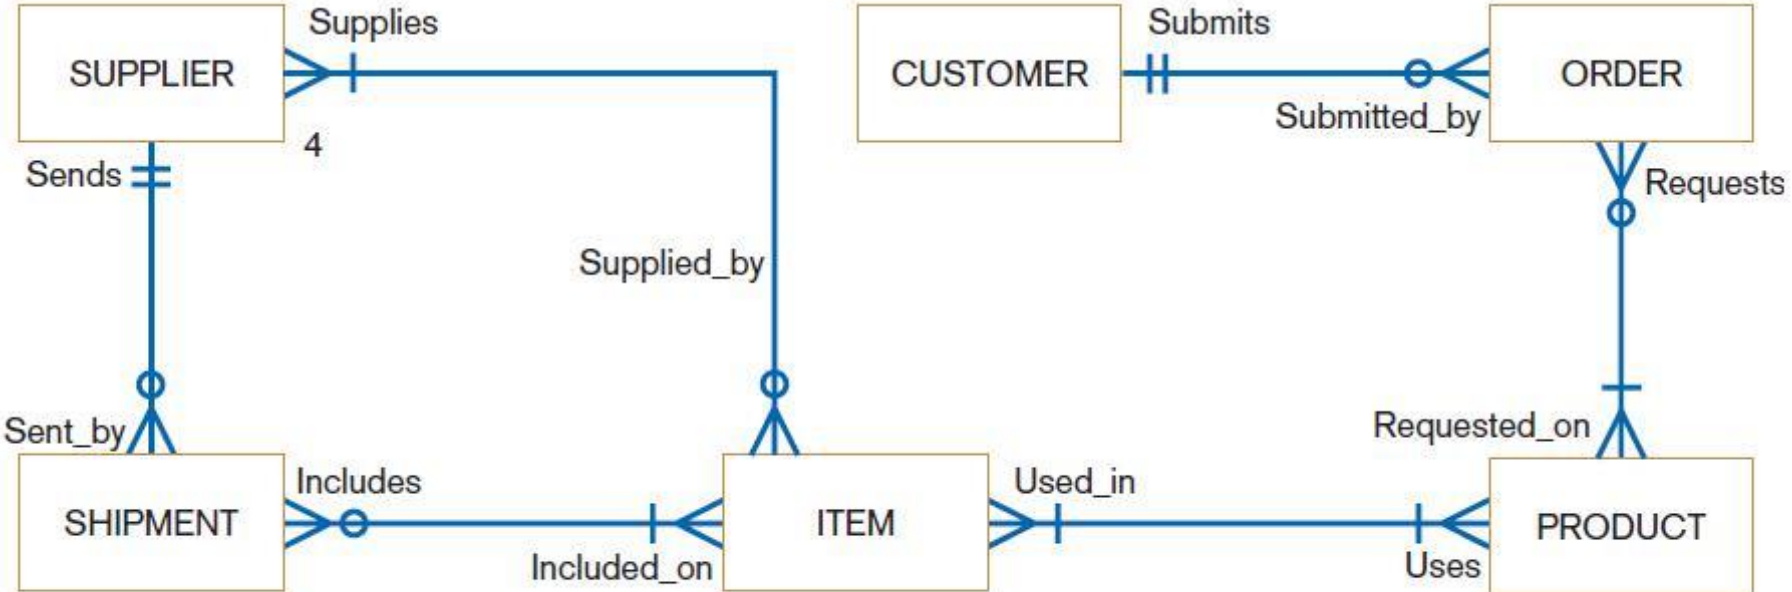 Supplies
Submits
SUPPLIER
CUSTOMER
ORDER
Submitted_by
4
Sends
Requests
Supplied_by
Sent_by
Requested_on
Includes
Used_in
SHIPMENT
ITEM
PRODUCT
Included_on
Uses